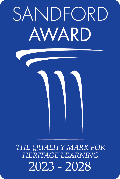 SANDFORD
AWARD
THE QUALITY MARK FOR
HERITAGE LEARNING
2023 - 2028